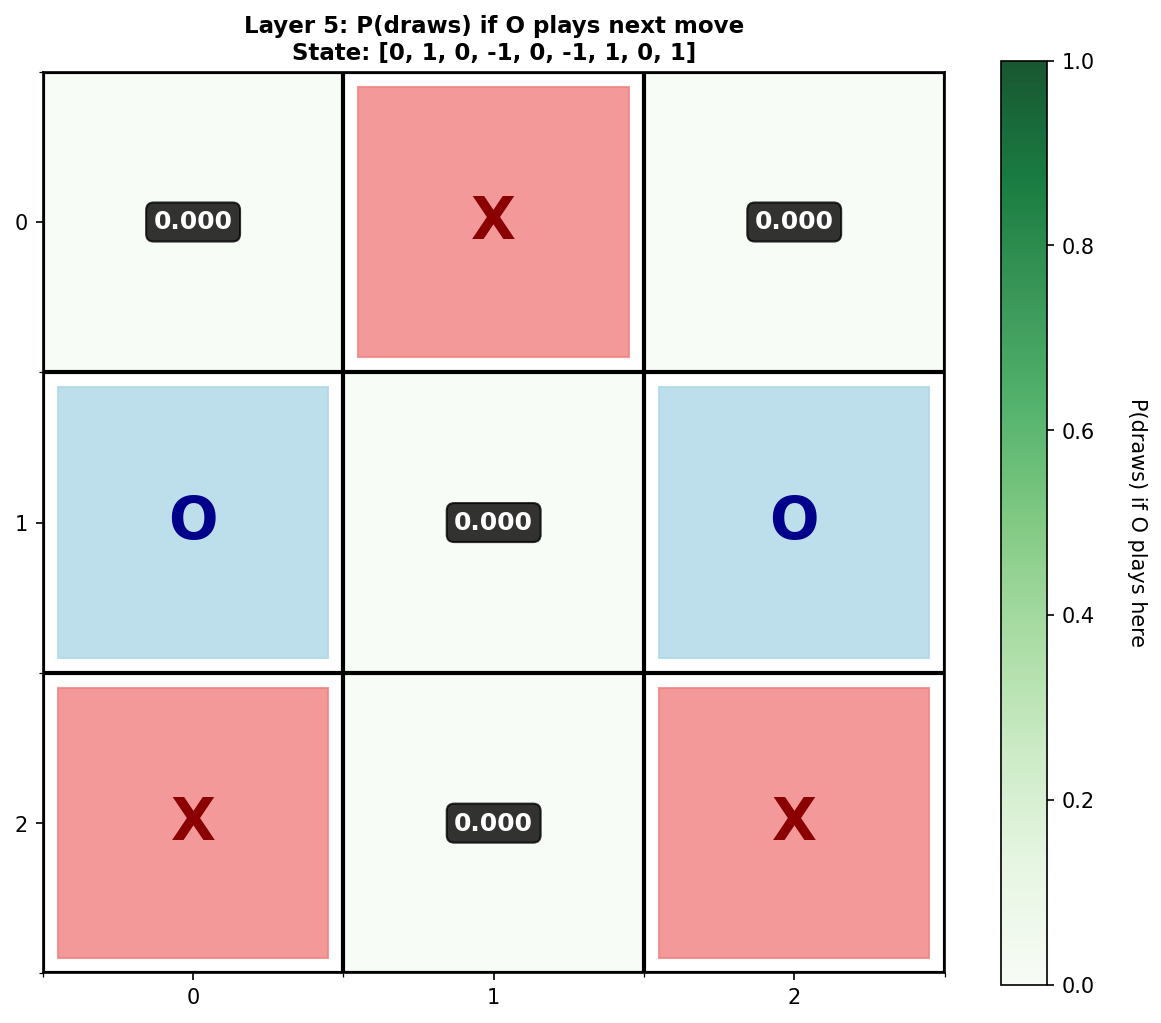 Layer 5: P(draws) if O plays next move
State: [0, 1, 0, -1, 0, -1, 1, 0, 1]
0.000
X
0.000
O
0.000
O
X
0.000
X
0
1
2
0
1
2
1.0
0.8
0.6
0.4
0.2
0.0
P(draws) if O plays here